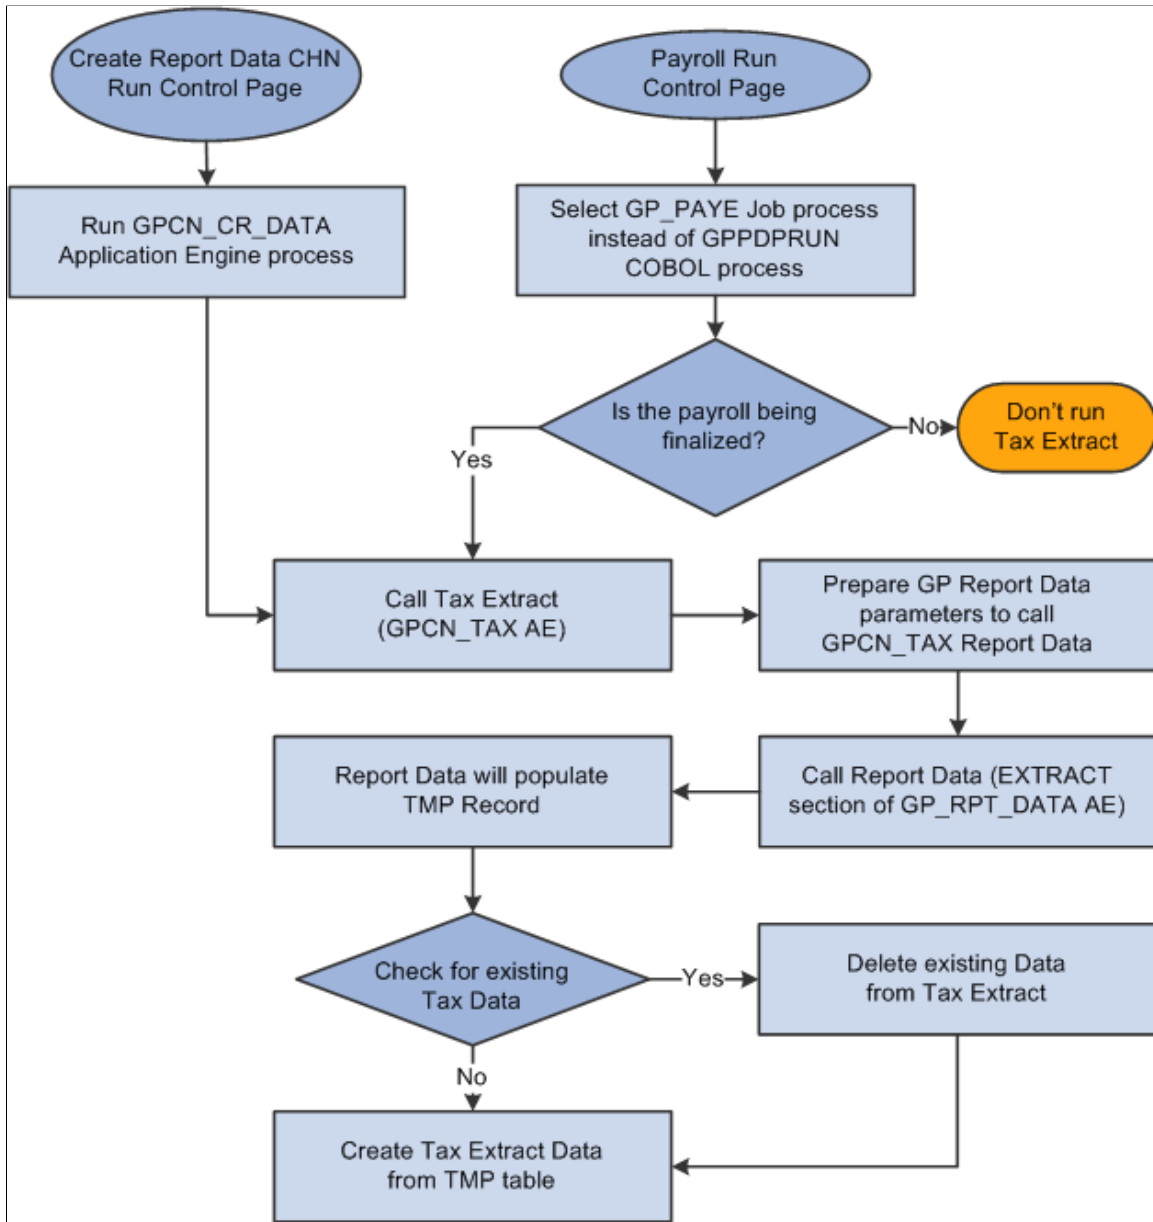 Create Report Data CHN
Run Control Page
Payroll Run
Control Page
Run GPCN_CR_DATA
Application Engine process
Select GP_PAYE Job process
instead of GPPDPRUN
COBOL process
Is the payroll being
finalized?
No
Don't run
Tax Extract
Yes
Call Tax Extract
(GPCN_TAX AE)
Prepare GP Report Data
parameters to call
GPCN_TAX Report Data
Report Data will populate
TMP Record
Call Report Data (EXTRACT
section of GP_RPT_DATA AE)
Check for existing
Tax Data
Yes
Delete existing Data
from Tax Extract
No
Create Tax Extract Data
from TMP table